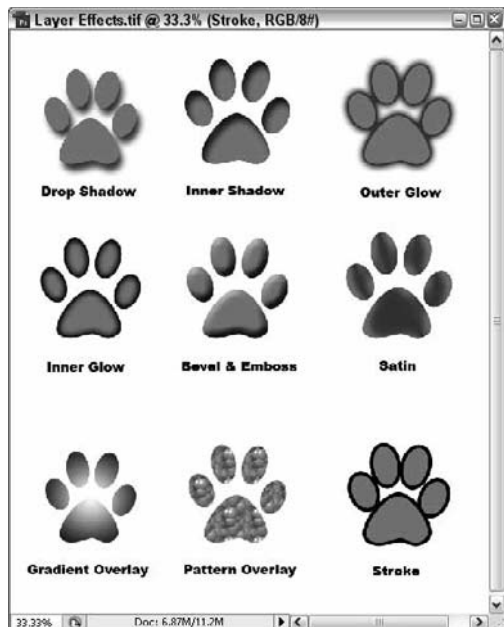 Layer Effects.tif @ 33.3% (Stroke, RGB/8#)
Drop Shadow Inner Shadow Outer Glow
Inner Glow Bevel & Emboss Satin
Gradient Overlay Pattern Overlay Stroke
33.33% Doc: 6.87M/11.2M